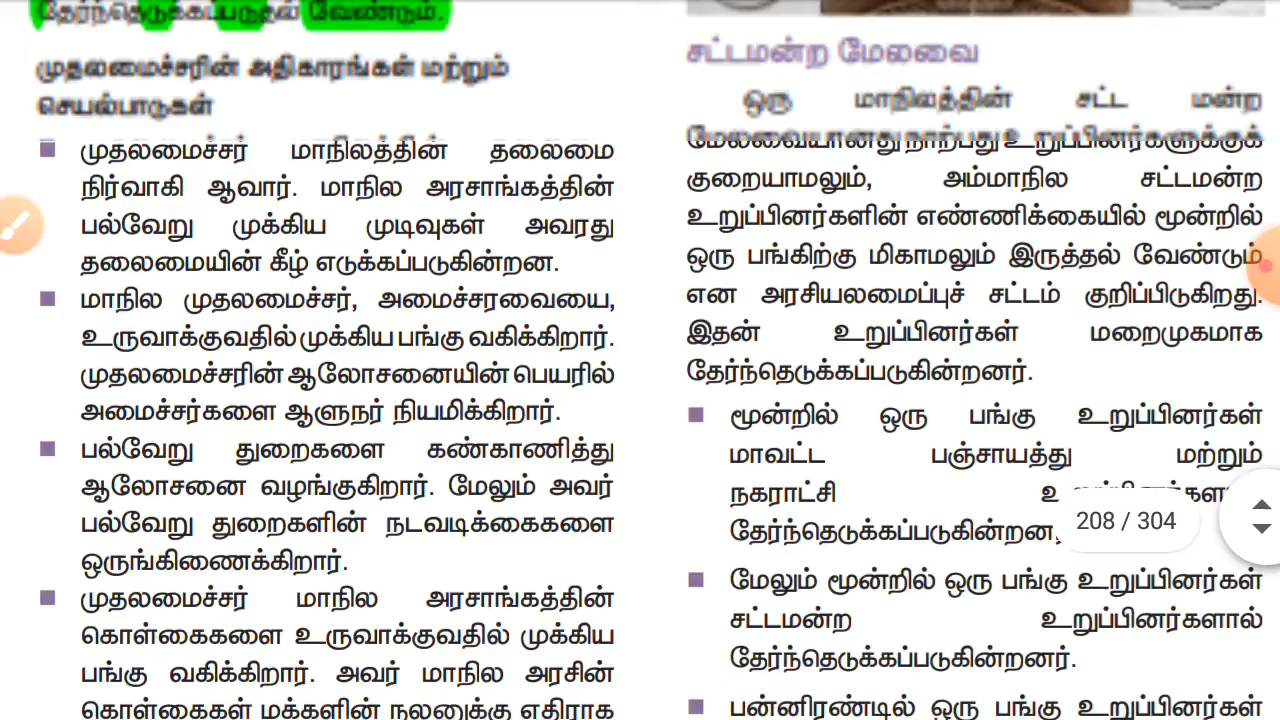 தேர்ந்தெடுக்கப்படுதல் வேண்டும்.
முதலமைச்சரின் அதிகாரங்கள் மற்றும்
செயல்பாடுகள்
முதலமைச்சர் மாநிலத்தின் தலைமை
நிர்வாகி ஆவார். மாநில அரசாங்கத்தின்
பல்வேறு முக்கிய முடிவுகள் அவரது
தலைமையின் கீழ் எடுக்கப்படுகின்றன.
மாநில முதலமைச்சர், அமைச்சரவையை,
உருவாக்குவதில் முக்கிய பங்கு வகிக்கிறார்.
முதலமைச்சரின் ஆலோசனையின் பெயரில்
அமைச்சர்களை ஆளுநர் நியமிக்கிறார்.
பல்வேறு துறைகளை கண்காணித்து
ஆலோசனை வழங்குகிறார். மேலும் அவர்
பல்வேறு துறைகளின் நடவடிக்கைகளை
ஒருங்கிணைக்கிறார்.
முதலமைச்சர் மாநில அரசாங்கத்தின்
கொள்கைகளை உருவாக்குவதில் முக்கிய
பங்கு வகிக்கிறார். அவர் மாநில அரசின்
கொள்கைகள் மக்களின் நலனுக்கு எதிராக
சட்டமன்ற மேலவை
ஒரு மாநிலத்தின் சட்ட மன்ற
மேலவையானது நாற்பது உறுப்பினர்களுக்குக்
குறையாமலும், அம்மாநில சட்டமன்ற
உறுப்பினர்களின் எண்ணிக்கையில் மூன்றில்
ஒரு பங்கிற்கு மிகாமலும் இருத்தல் வேண்டும்
என அரசியலமைப்புச் சட்டம் குறிப்பிடுகிறது.
இதன் உறுப்பினர்கள் மறைமுகமாக
தேர்ந்தெடுக்கப்படுகின்றனர்.
மூன்றில் ஒரு பங்கு உறுப்பினர்கள்
மாவட்ட பஞ்சாயத்து மற்றும்
நகராட்சி
தேர்ந்தெடுக்கப்படுகின்றன
208 / 304
மேலும் மூன்றில் ஒரு பங்கு உறுப்பினர்கள்
சட்டமன்ற உறுப்பினர்களால்
தேர்ந்தெடுக்கப்படுகின்றனர்.
பன்னிரண்டில் ஒரு பங்கு உறுப்பினர்கள்